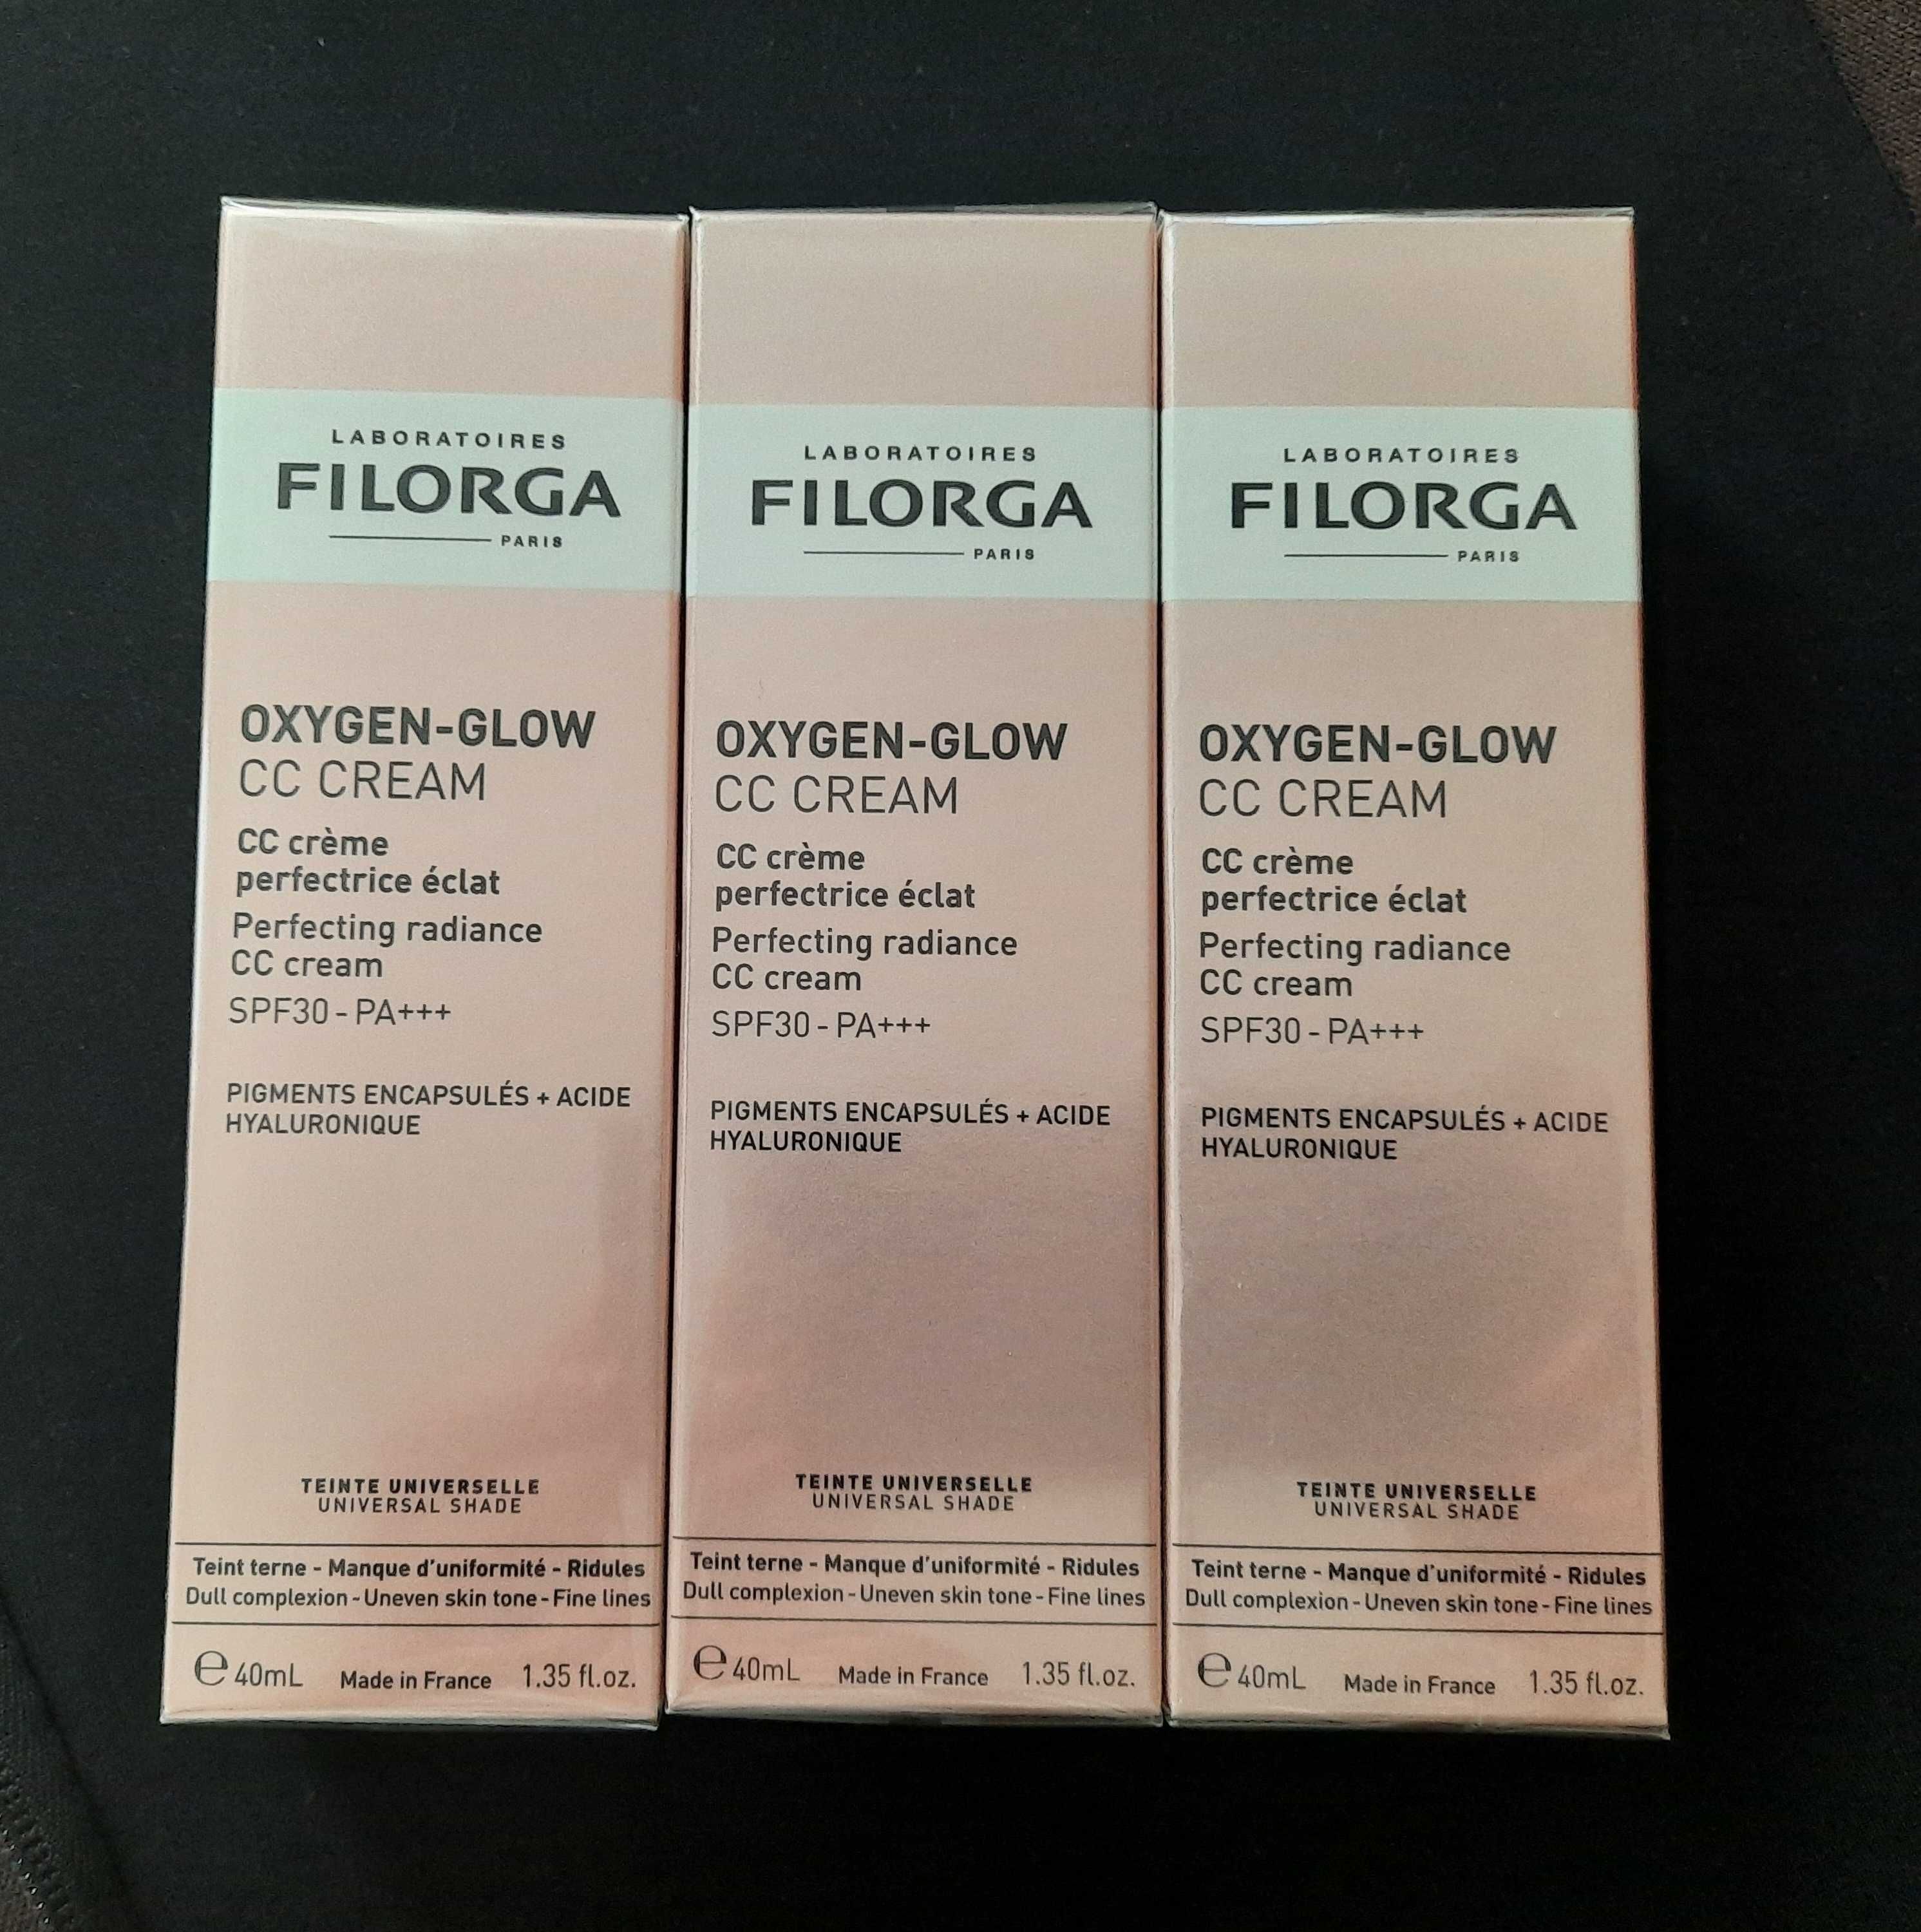 LABORATOIRES
FILORGA
PARIS
OXYGEN-GLOW
CC CREAM
CC crème
perfectrice éclat
Perfecting radiance
CC cream
SPF30 - PA+++
PIGMENTS ENCAPSULÉS + ACIDE
HYALURONIQUE
TEINTE UNIVERSELLE
UNIVERSAL SHADE
Teint terne - Manque d'uniformité - Ridules
Dull complexion - Uneven skin tone - Fine lines
℮ 40mL Made in France 1.35 fl.oz.
LABORATOIRES
FILORGA
PARIS
OXYGEN-GLOW
CC CREAM
CC crème
perfectrice éclat
Perfecting radiance
CC cream
SPF30 - PA+++
PIGMENTS ENCAPSULÉS + ACIDE
HYALURONIQUE
TEINTE UNIVERSELLE
UNIVERSAL SHADE
Teint terne - Manque d'uniformité - Ridules
Dull complexion - Uneven skin tone - Fine lines
℮ 40mL Made in France 1.35 fl.oz.
LABORATOIRES
FILORGA
PARIS
OXYGEN-GLOW
CC CREAM
CC crème
perfectrice éclat
Perfecting radiance
CC cream
SPF30 - PA+++
PIGMENTS ENCAPSULÉS + ACIDE
HYALURONIQUE
TEINTE UNIVERSELLE
UNIVERSAL SHADE
Teint terne - Manque d'uniformité - Ridules
Dull complexion - Uneven skin tone - Fine lines
℮ 40mL Made in France 1.35 fl.oz.